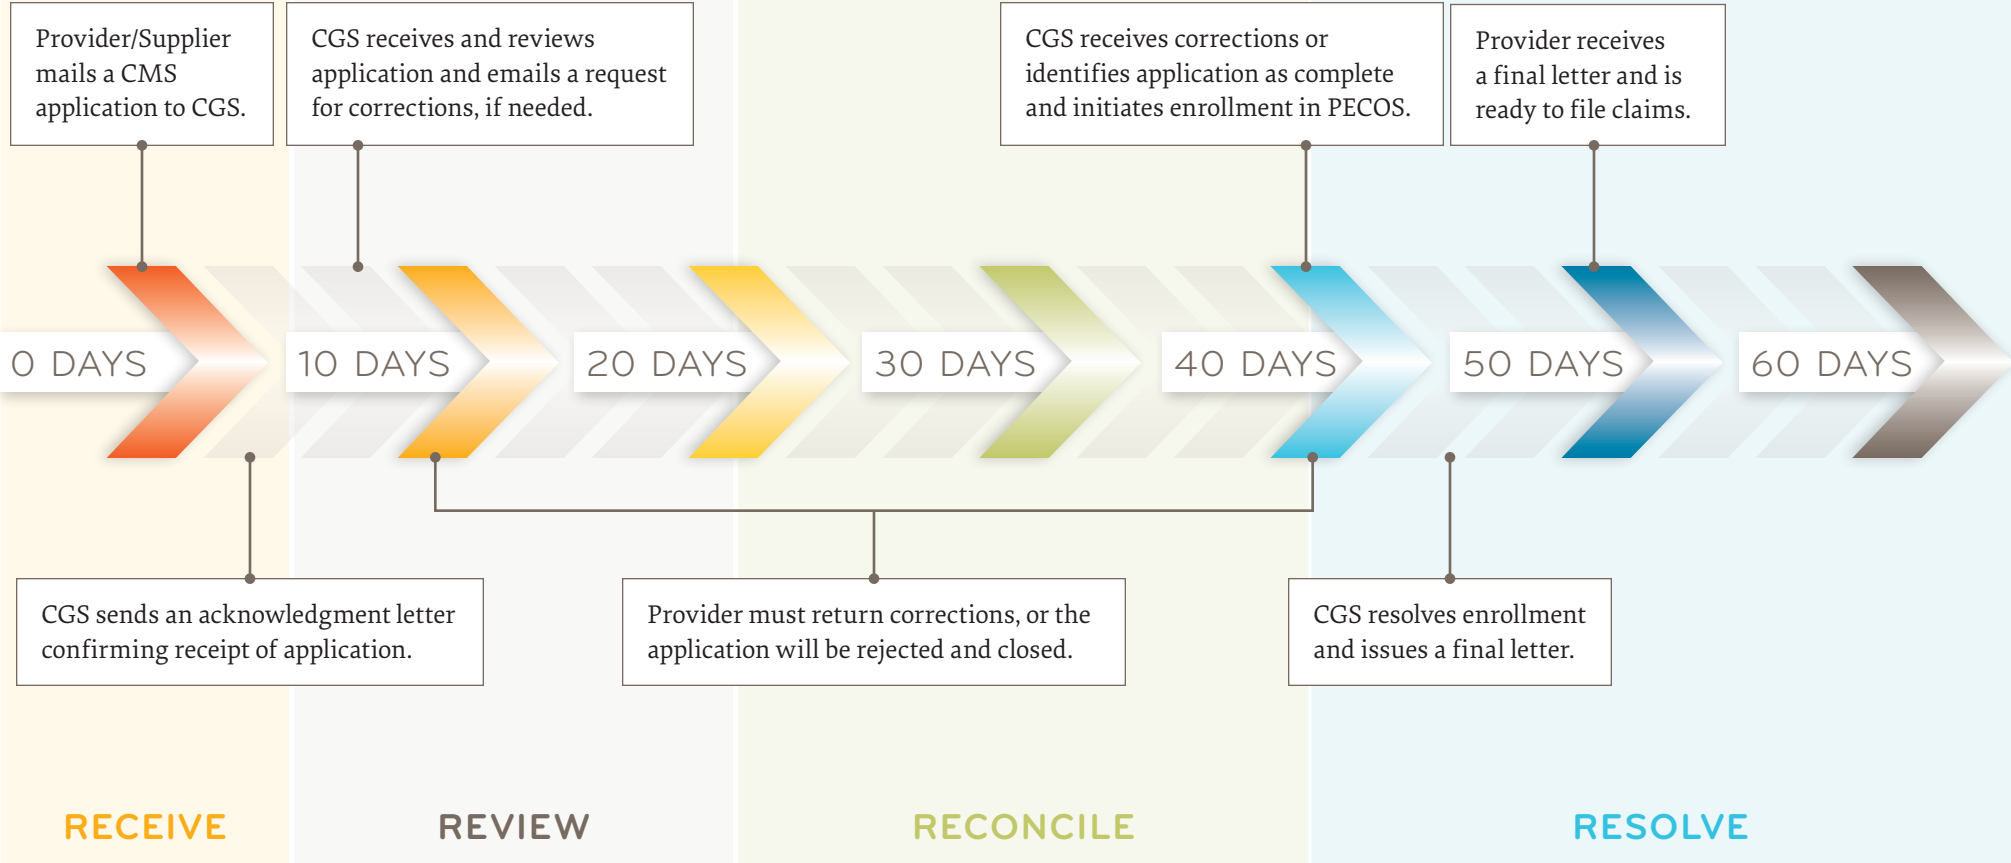 Provider/Supplier
mails a CMS
application to CGS.
CGS receives and reviews
application and emails a request
for corrections, if needed.
CGS receives corrections or
identifies application as complete
and initiates enrollment in PECOS.
Provider receives
a final letter and is
ready to file claims.
0 DAYS
10 DAYS
20 DAYS
30 DAYS
40 DAYS
50 DAYS
60 DAYS
CGS sends an acknowledgment letter
confirming receipt of application.
Provider must return corrections, or the
application will be rejected and closed.
CGS resolves enrollment
and issues a final letter.
RECEIVE
REVIEW
RECONCILE
RESOLVE